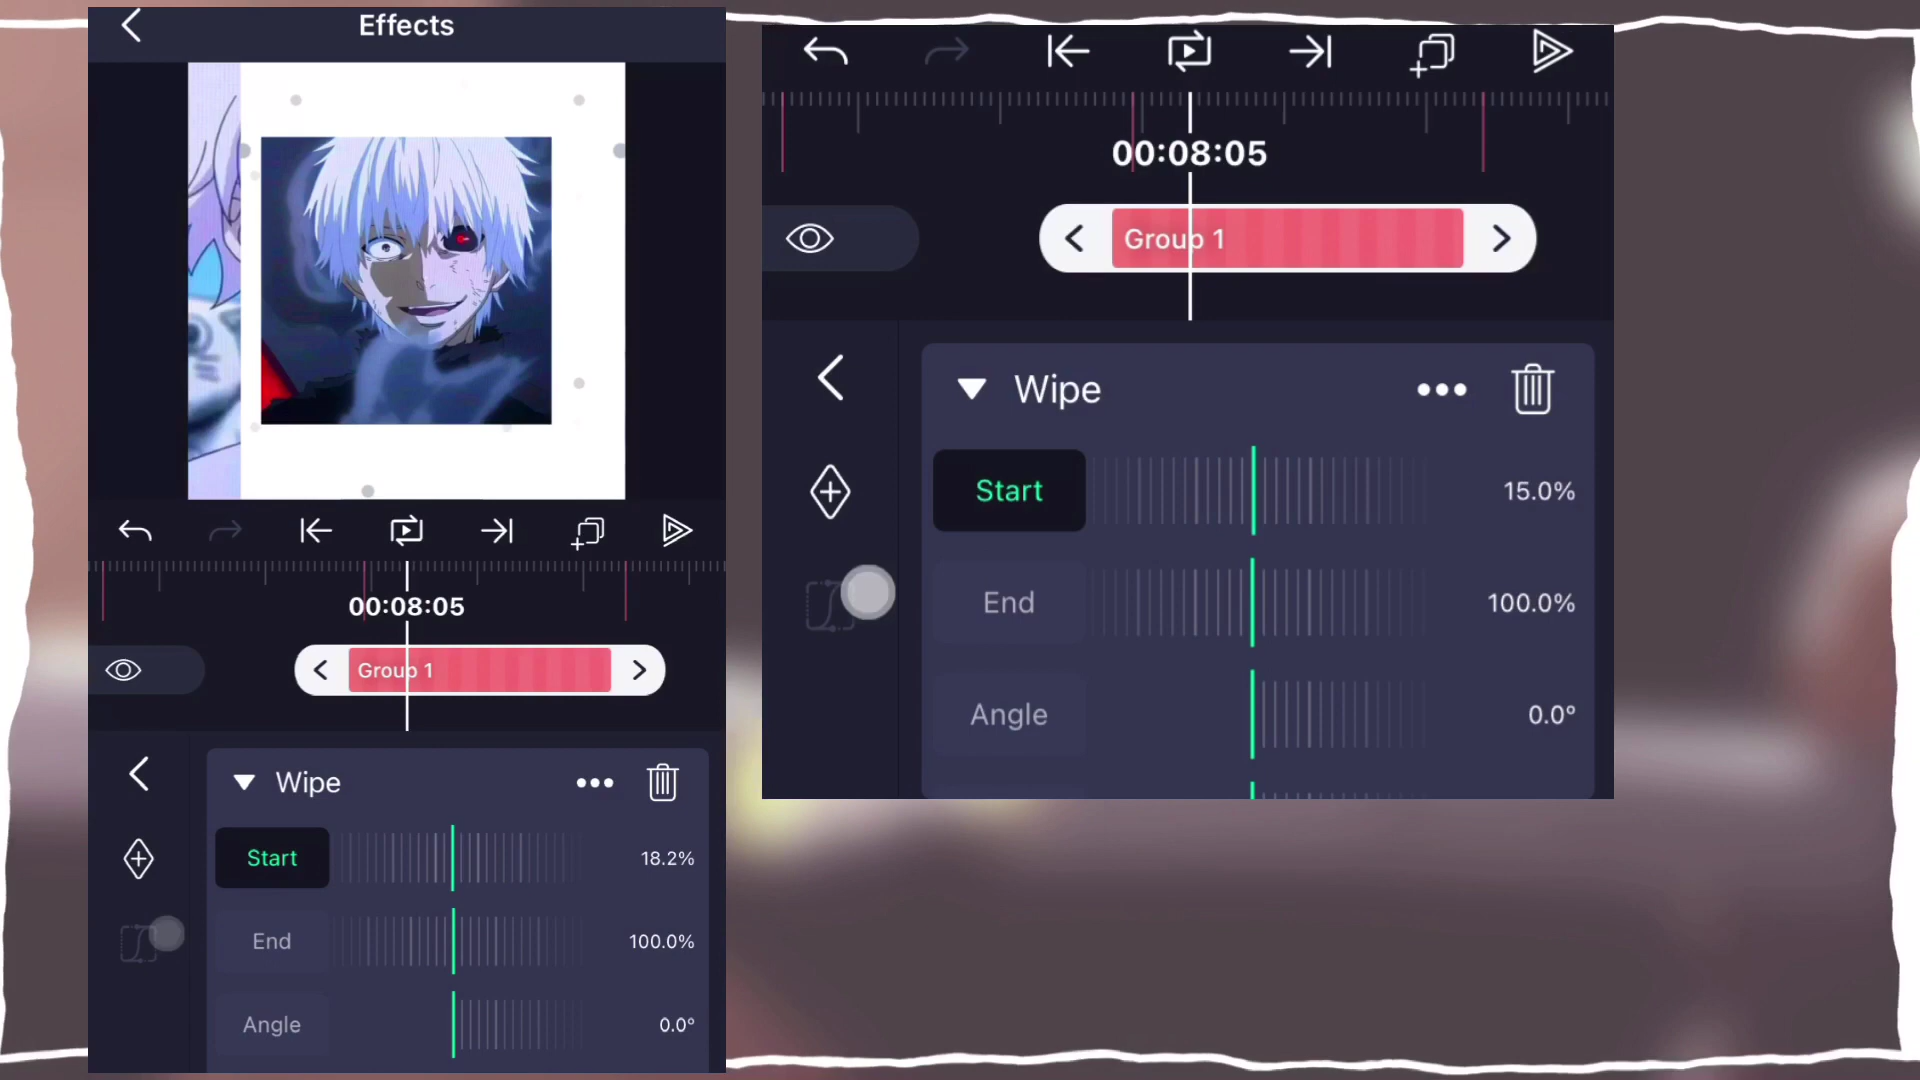 Effects
00:08:05
Group 1
Wipe
Start 18.2%
End 100.0%
Angle 0.0°
00:08:05
Group 1
Wipe
Start 15.0%
End 100.0%
Angle 0.0°